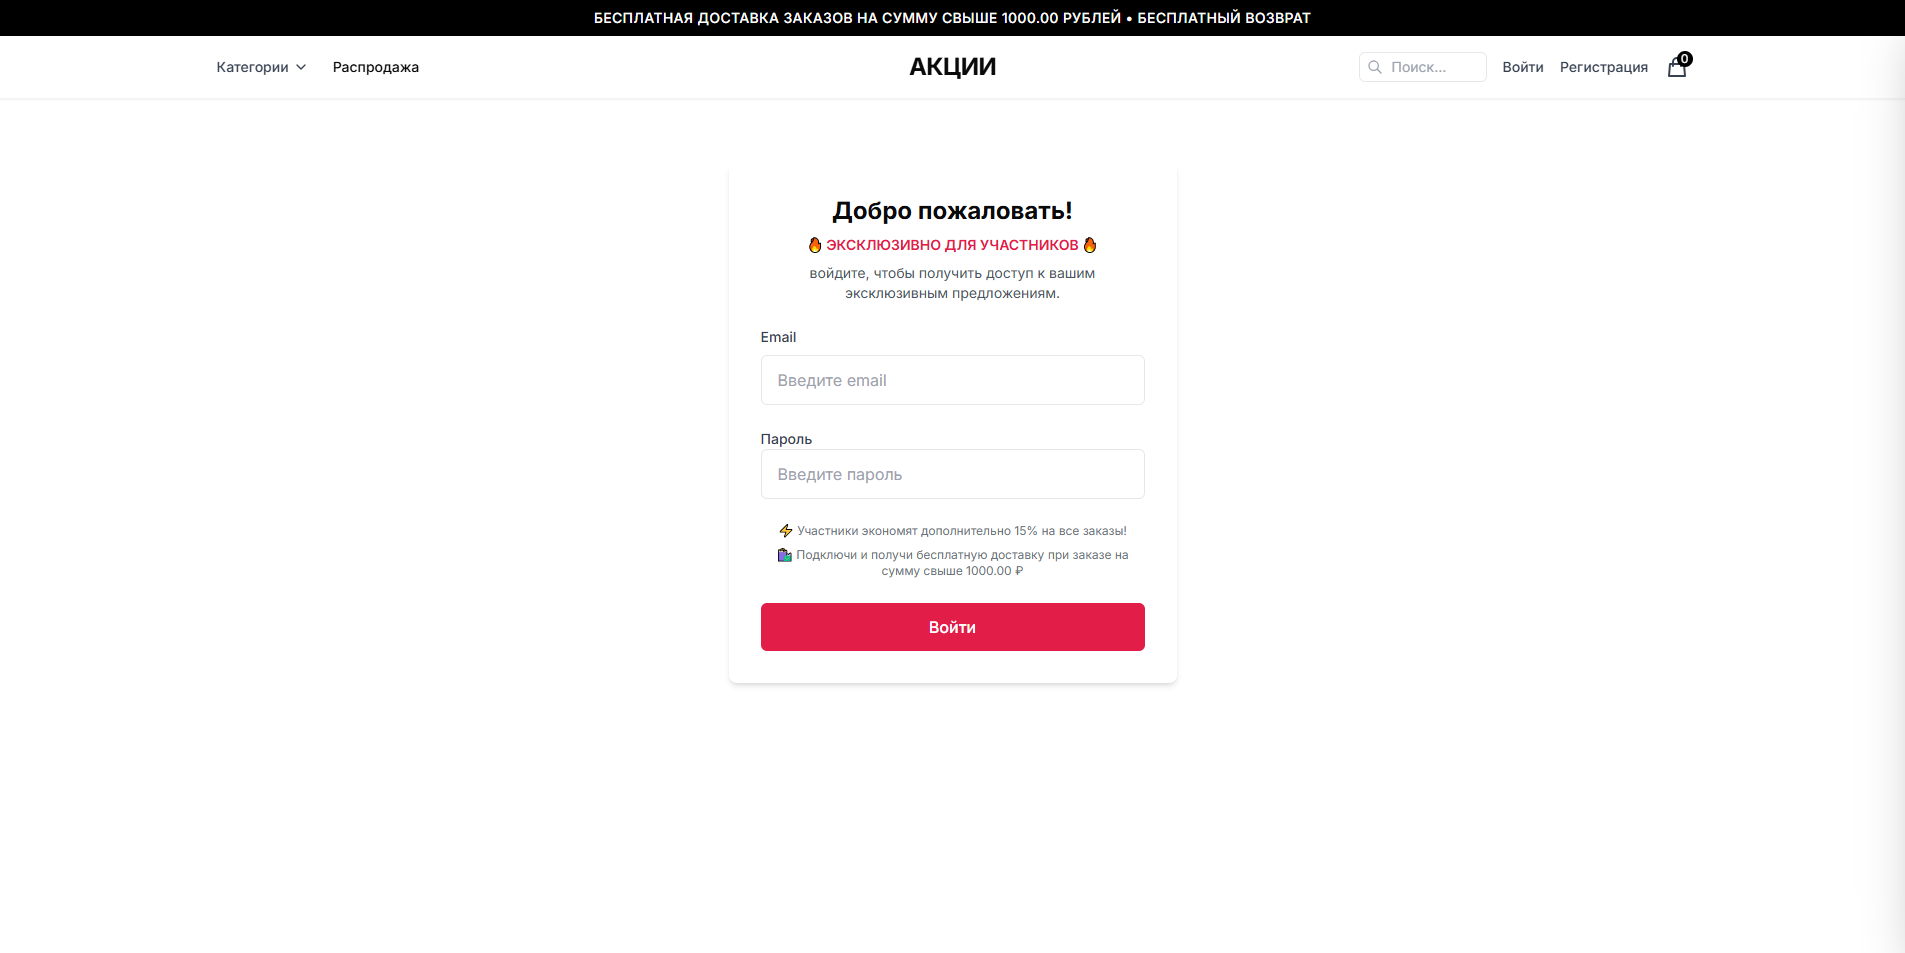 БЕСПЛАТНАЯ ДОСТАВКА ЗАКАЗОВ НА СУММУ СВЫШЕ 1000.00 РУБЛЕЙ • БЕСПЛАТНЫЙ ВОЗВРАТ
Категории Распродажа АКЦИИ Поиск... Войти Регистрация 0
Добро пожаловать!
🔥 ЭКСКЛЮЗИВНО ДЛЯ УЧАСТНИКОВ 🔥
войдите, чтобы получить доступ к вашим
эксклюзивным предложениям.
Email
Введите email
Пароль
Введите пароль
⚡ Участники экономят дополнительно 15% на все заказы!
🛍️ Подключи и получи бесплатную доставку при заказе на
сумму свыше 1000.00 ₽
Войти